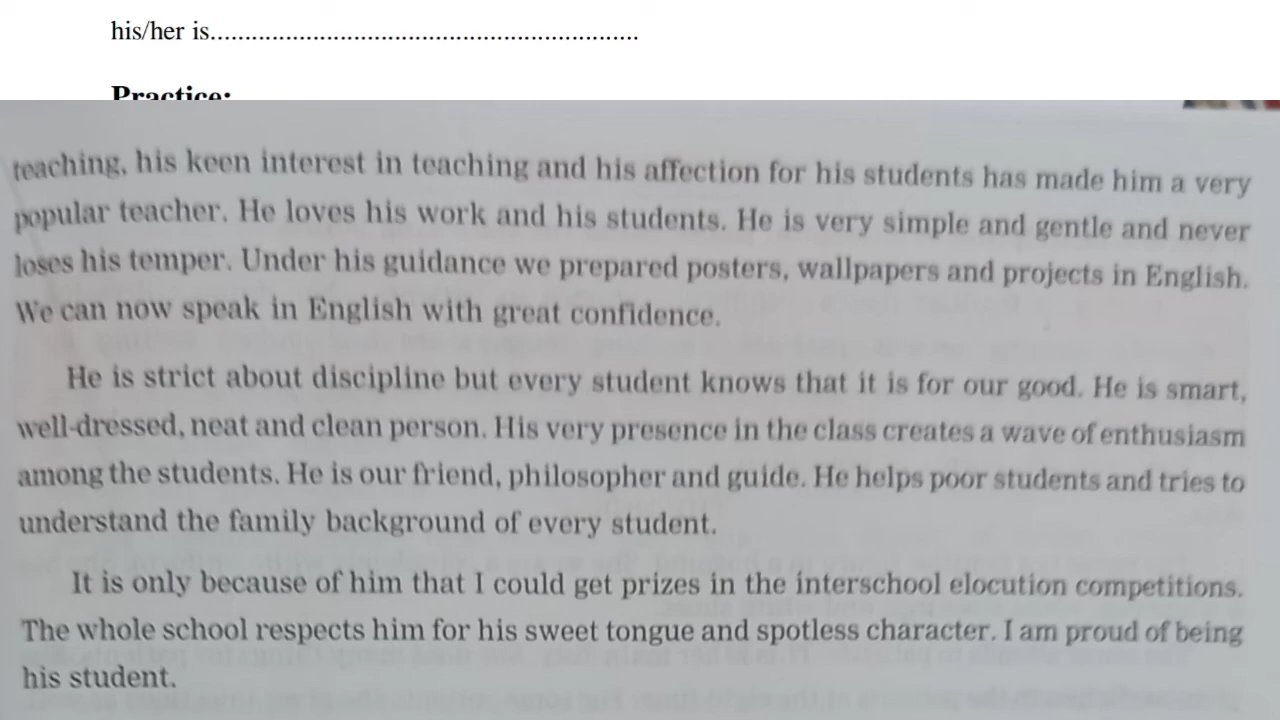 his/her is..............................................................
Practice:
teaching, his keen interest in teaching and his affection for his students has made him a very
popular teacher. He loves his work and his students. He is very simple and gentle and never
loses his temper. Under his guidance we prepared posters, wallpapers and projects in English.
We can now speak in English with great confidence.
He is strict about discipline but every student knows that it is for our good. He is smart,
well-dressed, neat and clean person. His very presence in the class creates a wave of enthusiasm
among the students. He is our friend, philosopher and guide. He helps poor students and tries to
understand the family background of every student.
It is only because of him that I could get prizes in the interschool elocution competitions.
The whole school respects him for his sweet tongue and spotless character. I am proud of being
his student.